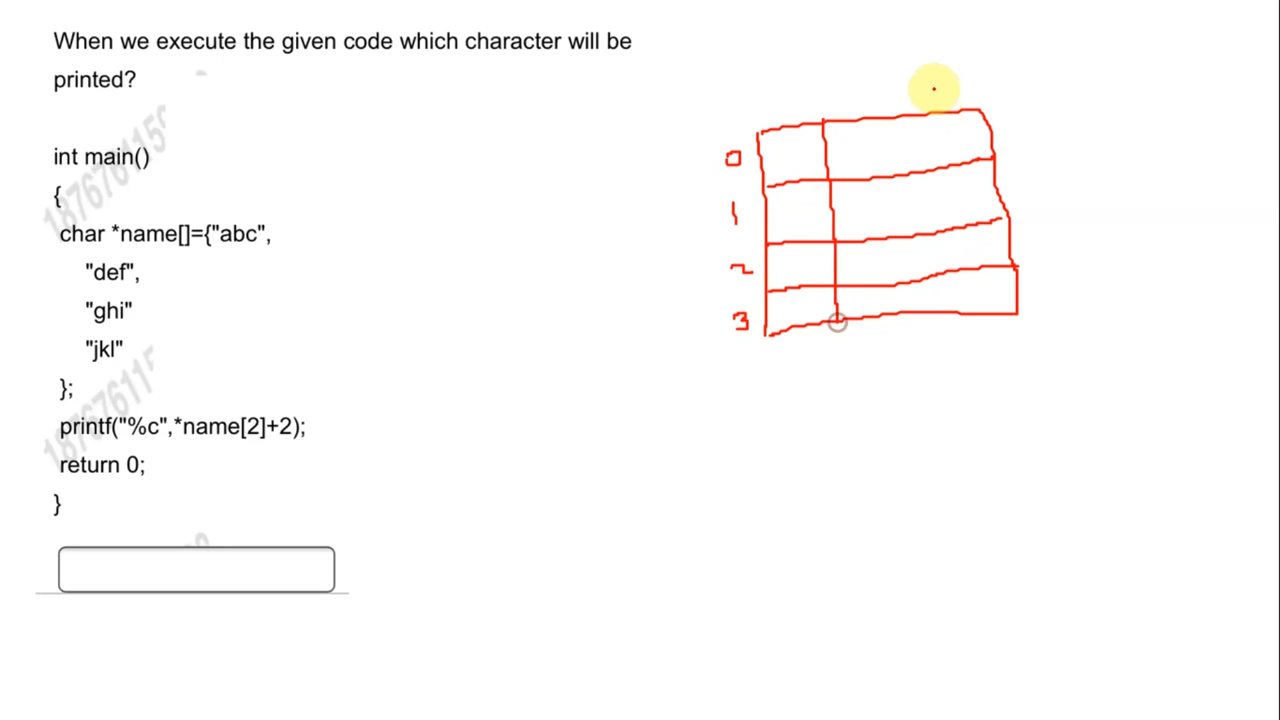 When we execute the given code which character will be
printed?
int main()
{
char *name[]={"abc",
"def",
"ghi"
"jkl"
};
printf("%c",*name[2]+2);
return 0;
}
0
1
2
3